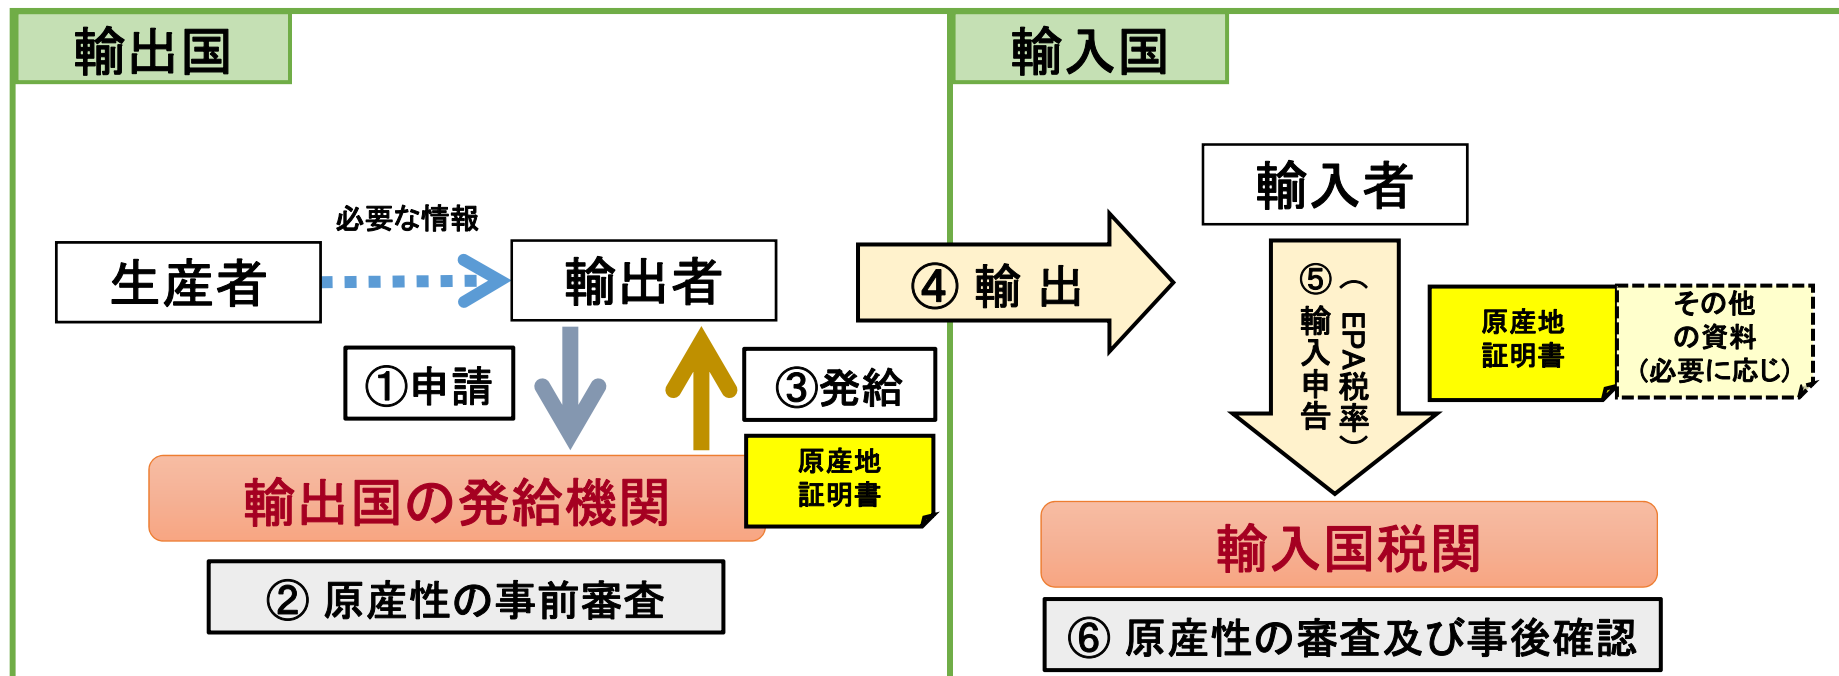 輸出国
輸入国
輸入者
必要な情報
生産者
輸出者
④ 輸 出
⑤輸入申告
（EPA税率）
原産地
証明書
その他
の資料
(必要に応じ)
①申請
③発給
原産地
証明書
輸出国の発給機関
輸入国税関
② 原産性の事前審査
⑥ 原産性の審査及び事後確認